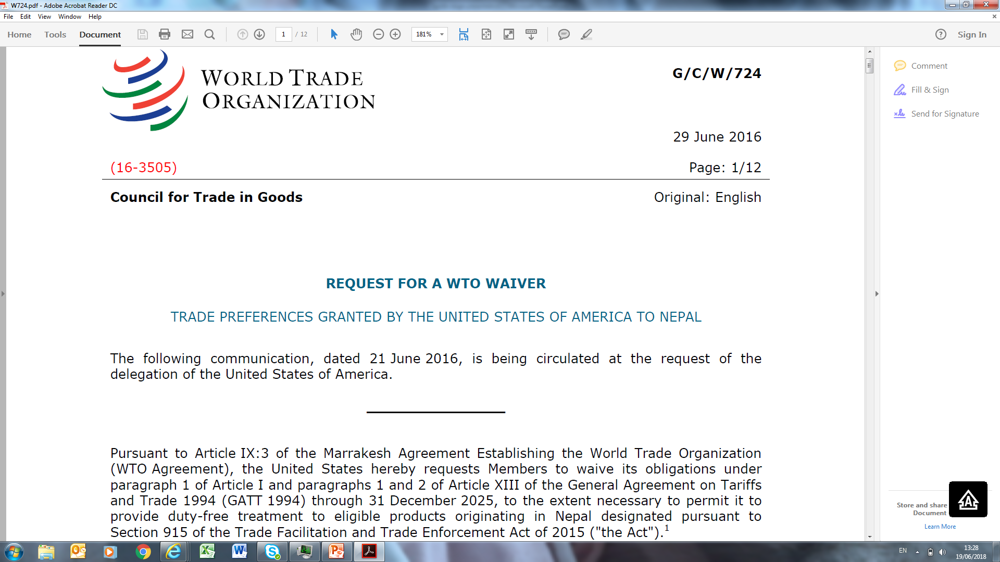 W724.pdf - Adobe Acrobat Reader DC
File Edit View Window Help
Home Tools Document 1 / 12 181% Sign In
WORLD TRADE
ORGANIZATION
G/C/W/724
29 June 2016
(16-3505) Page: 1/12
Council for Trade in Goods Original: English
REQUEST FOR A WTO WAIVER
TRADE PREFERENCES GRANTED BY THE UNITED STATES OF AMERICA TO NEPAL
The following communication, dated 21 June 2016, is being circulated at the request of the
delegation of the United States of America.
Pursuant to Article IX:3 of the Marrakesh Agreement Establishing the World Trade Organization
(WTO Agreement), the United States hereby requests Members to waive its obligations under
paragraph 1 of Article I and paragraphs 1 and 2 of Article XIII of the General Agreement on Tariffs
and Trade 1994 (GATT 1994) through 31 December 2025, to the extent necessary to permit it to
provide duty-free treatment to eligible products originating in Nepal designated pursuant to
Section 915 of the Trade Facilitation and Trade Enforcement Act of 2015 ("the Act").1
Comment
Fill & Sign
Send for Signature
Store and share
Document
Learn More
A
EN
13:28
19/06/2018